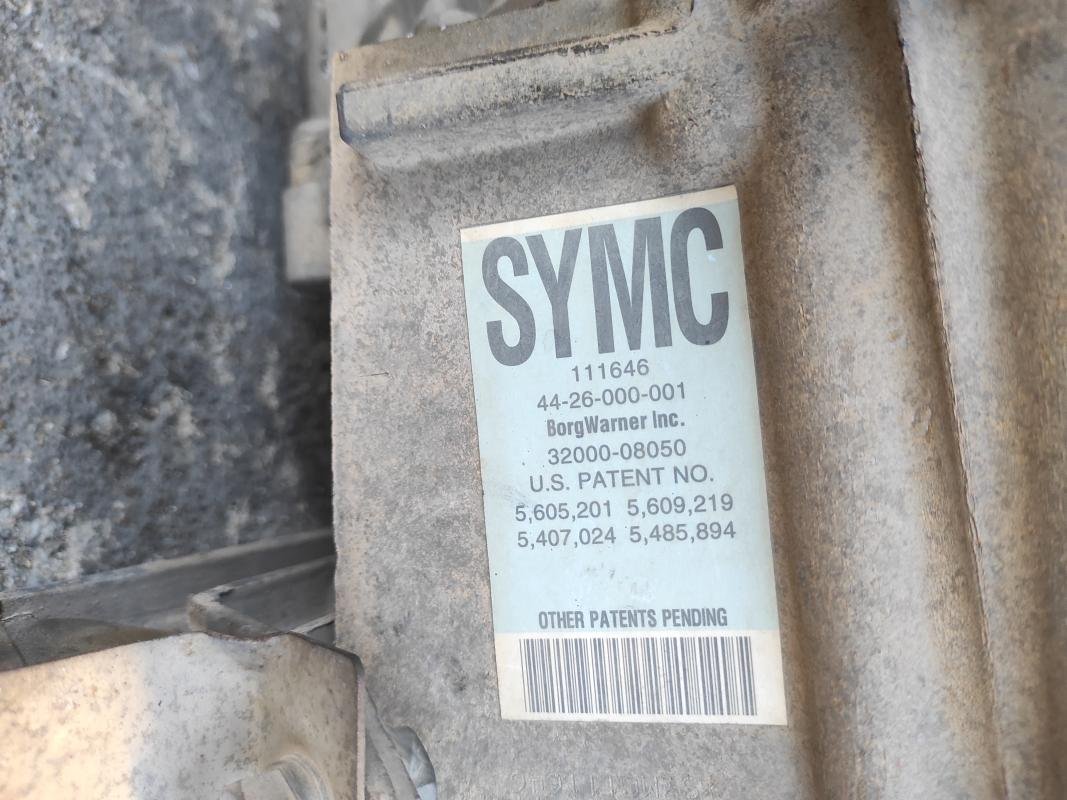 SYMC
111646
44-26-000-001
BorgWarner Inc.
32000-08050
U.S. PATENT NO.
5,605,201 5,609,219
5,407,024 5,485,894
OTHER PATENTS PENDING